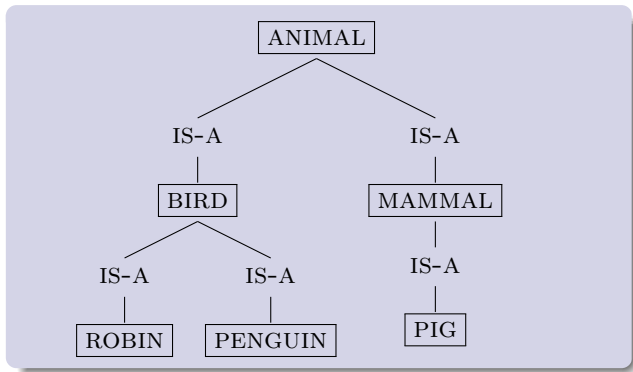 ANIMAL
IS-A IS-A
BIRD MAMMAL
IS-A IS-A IS-A
ROBIN PENGUIN PIG